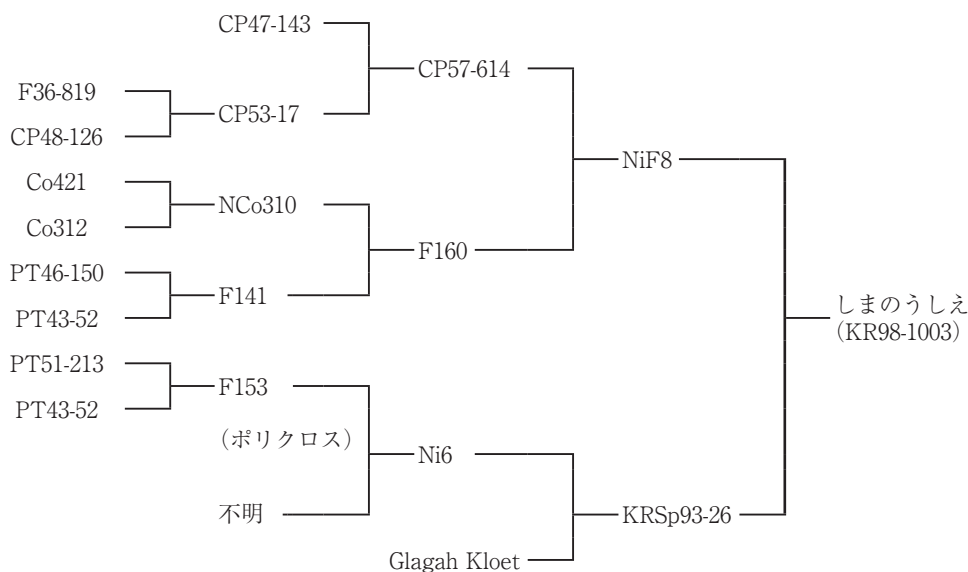 CP47-143
CP57-614
F36-819
CP53-17
CP48-126
NiF8
Co421
NCo310
Co312
F160
PT46-150
F141
PT43-52
しまのうしえ
(KR98-1003)
PT51-213
F153
PT43-52
(ポリクロス)
Ni6
不明
KRSp93-26
Glagah Kloet